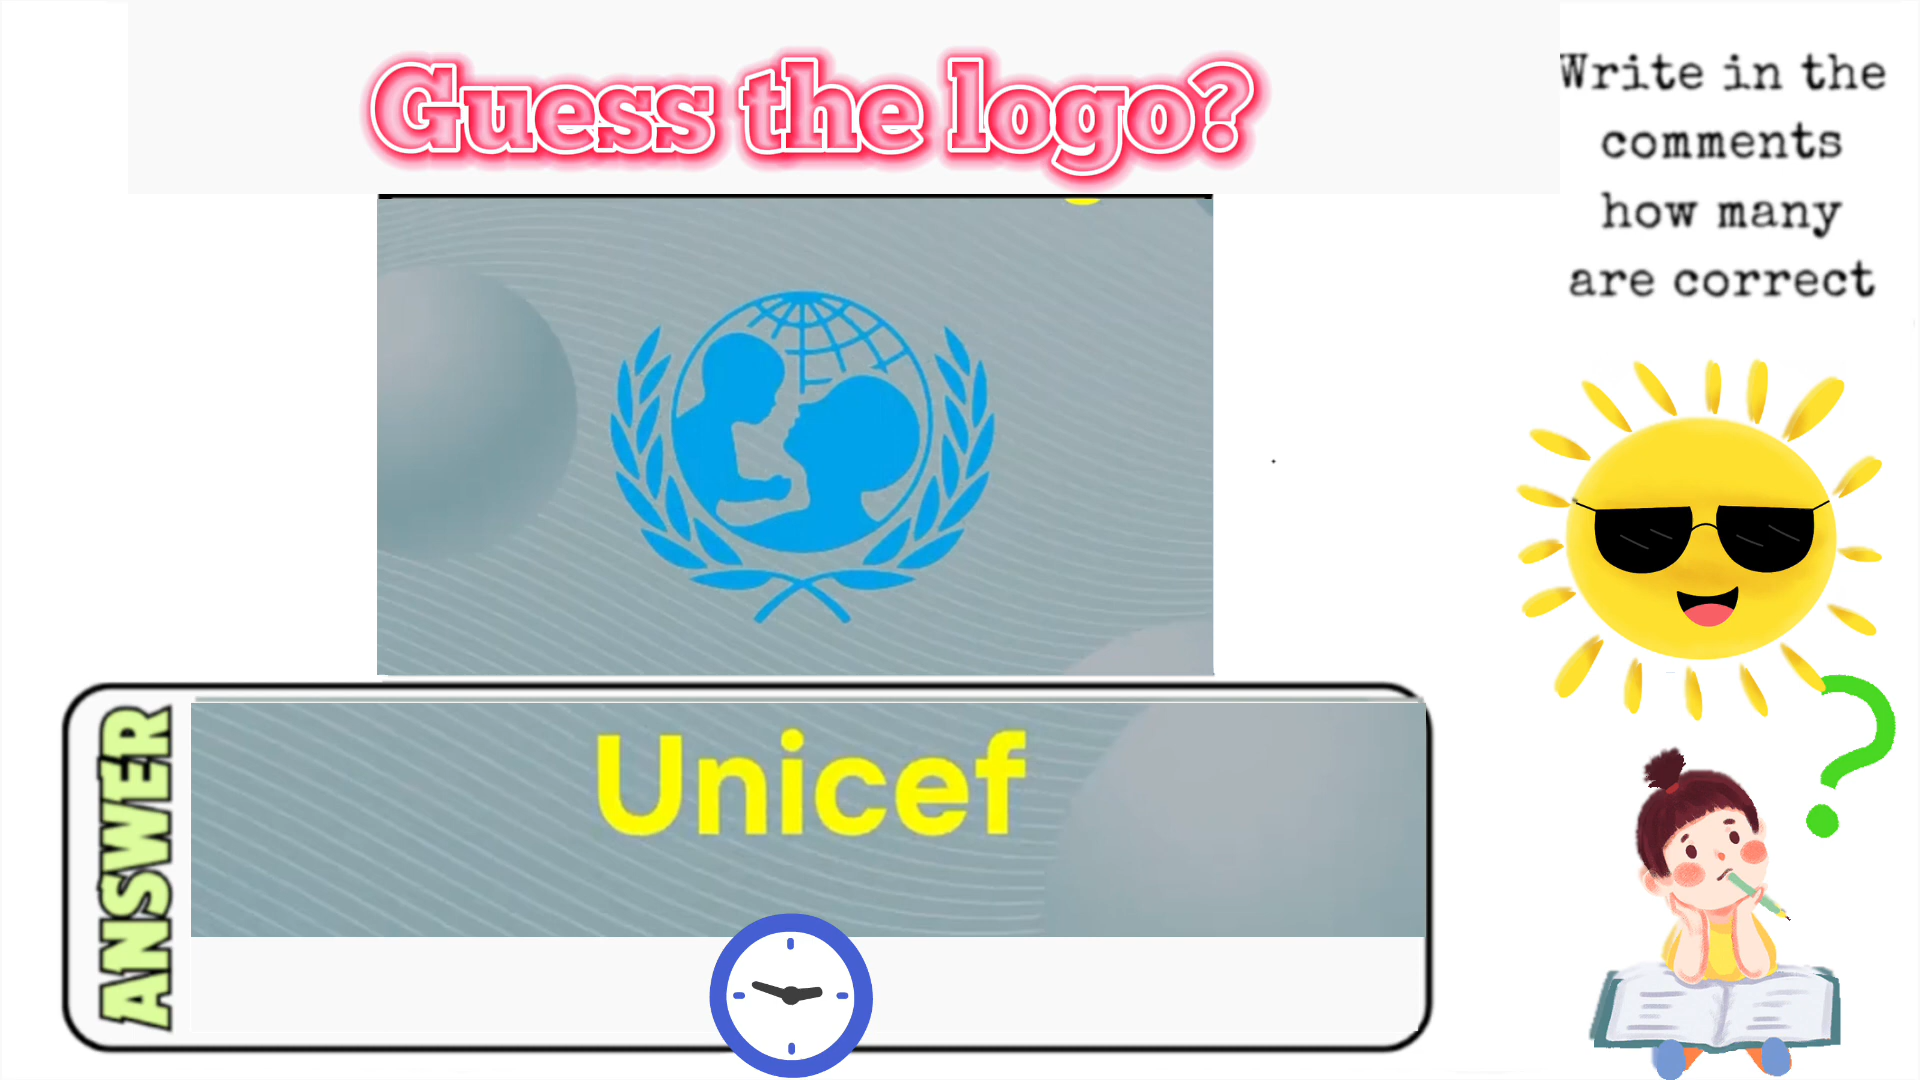 Guess the logo?
Write in the
comments
how many
are correct
ANSWER
Unicef